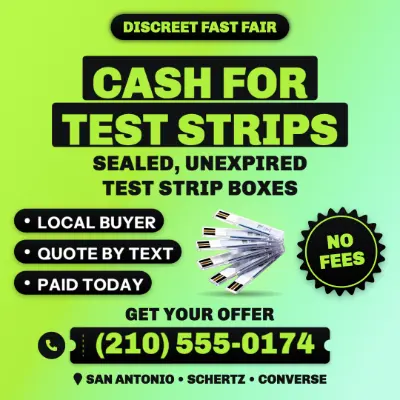 DISCREET FAST FAIR
CASH FOR
TEST STRIPS
SEALED, UNEXPIRED
TEST STRIP BOXES
• LOCAL BUYER
• QUOTE BY TEXT
• PAID TODAY
NO
FEES
GET YOUR OFFER
(210) 555-0174
SAN ANTONIO • SCHERTZ • CONVERSE